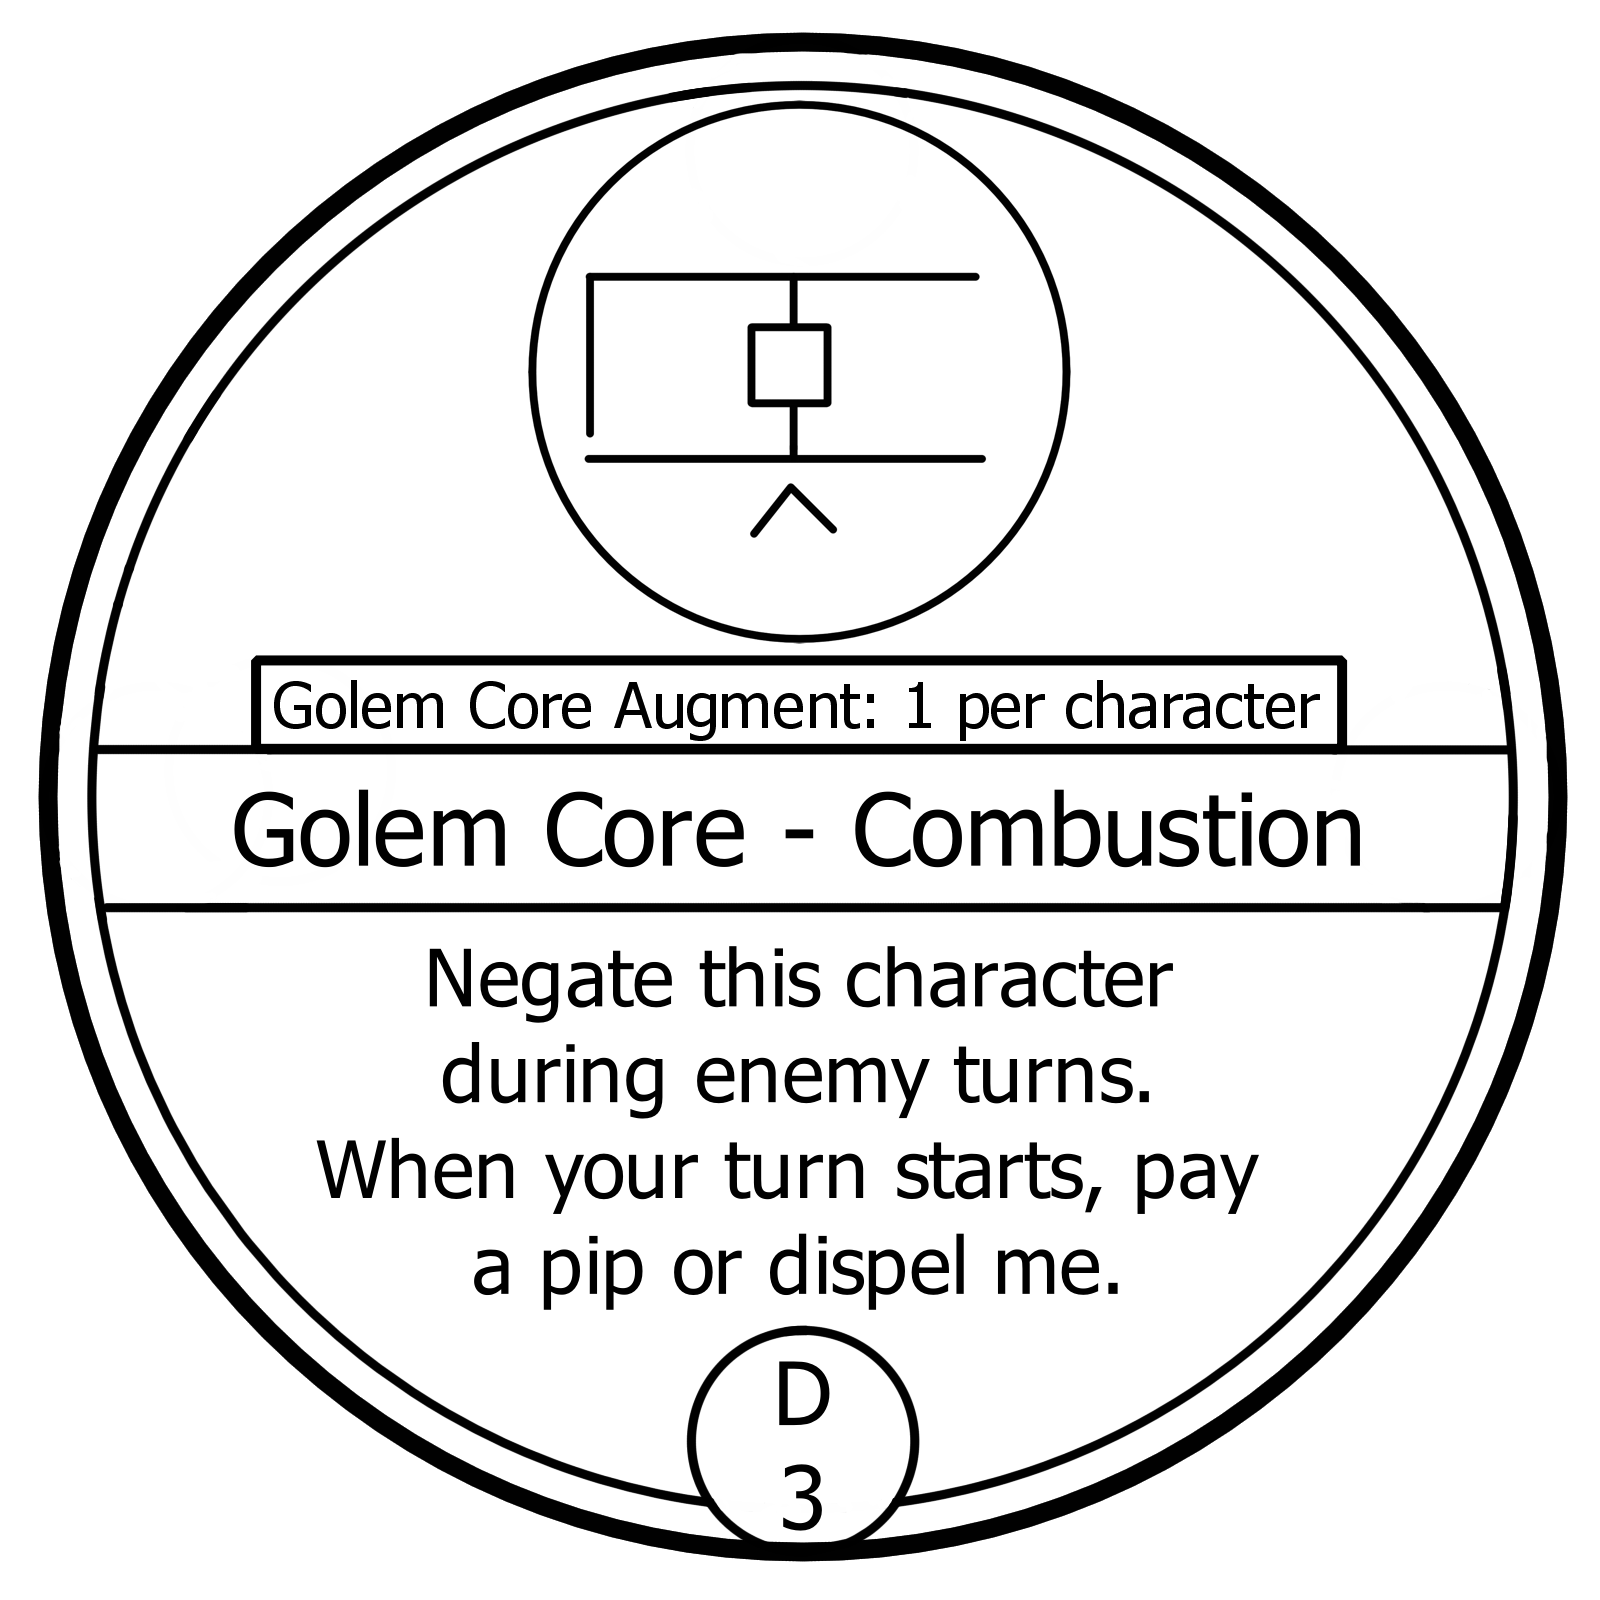 Golem Core Augment: 1 per character
Golem Core - Combustion
Negate this character
during enemy turns.
When your turn starts, pay
a pip or dispel me.
D
3